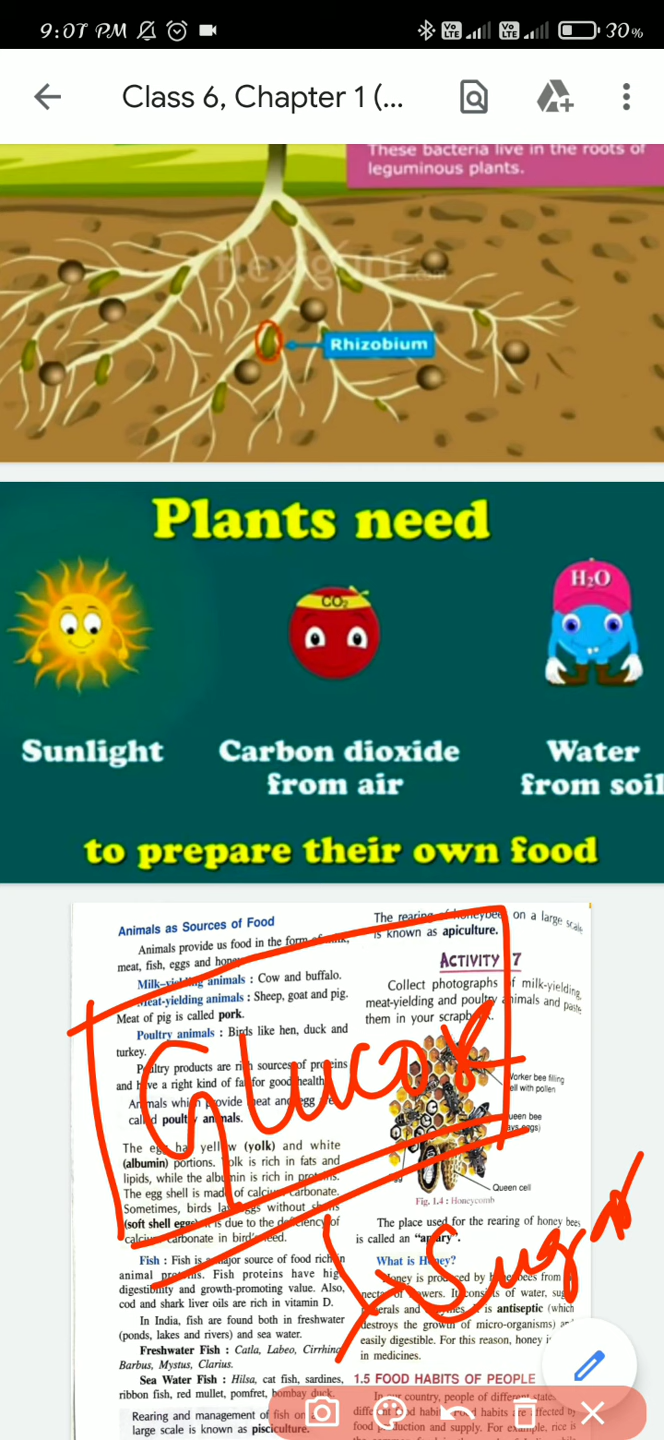 9:07 PM
Vo LTE
Vo LTE
30%
Class 6, Chapter 1 (...
These bacteria live in the roots of
leguminous plants.
Rhizobium
Plants need
CO₂
H₂O
Sunlight
Carbon dioxide
from air
Water
from soil
to prepare their own food
Animals as Sources of Food
Animals provide us food in the form of
meat, fish, eggs and
Milk-yielding animals : Cow and buffalo.
Meat-yielding animals : Sheep, goat and pig.
Meat of pig is called pork.
Poultry animals : Birds like hen, duck and
turkey.
Poultry products are rich sources of proteins
and have a right kind of fat for good health.
Animals which provide meat and egg are
called poultry animals.
The egg has yellow (yolk) and white
(albumin) portions. Yolk is rich in fats and
lipids, while the albumin is rich in proteins.
The egg shell is made of calcium carbonate.
Sometimes, birds lay eggs without shells
(soft shell eggs). It is due to the deficiency of
calcium carbonate in bird's feed.
Fish : Fish is a major source of food rich in
animal proteins. Fish proteins have high
digestibility and growth-promoting value. Also,
cod and shark liver oils are rich in vitamin D.
In India, fish are found both in freshwater
(ponds, lakes and rivers) and sea water.
Freshwater Fish : Catla, Labeo, Cirrhina
Barbus, Mystus, Clarius.
Sea Water Fish : Hilsa, cat fish, sardines,
ribbon fish, red mullet, pomfret, bombay duck.
Rearing and management of fish on a
large scale is known as pisciculture.
The rearing of honeybee on a large scale
is known as apiculture.
ACTIVITY 7
Collect photographs of milk-yielding,
meat-yielding and poultry animals and paste
them in your scrapbook.
Worker bee filling
cell with pollen
Queen bee
(lays eggs)
Queen cell
Fig. 1.4 : Honeycomb
The place used for the rearing of honey bees
is called an "apiary".
What is Honey?
Honey is produced by honey bees from
nectar of flowers. It consists of water, sugar
minerals and enzymes. It is antiseptic (which
destroys the growth of micro-organisms)
easily digestible. For this reason, honey
in medicines.
1.5 FOOD HABITS OF PEOPLE
In our country, people of different states
different food habits. Food habits are affected by
food production and supply. For example, rice is
Glucose
Sugar